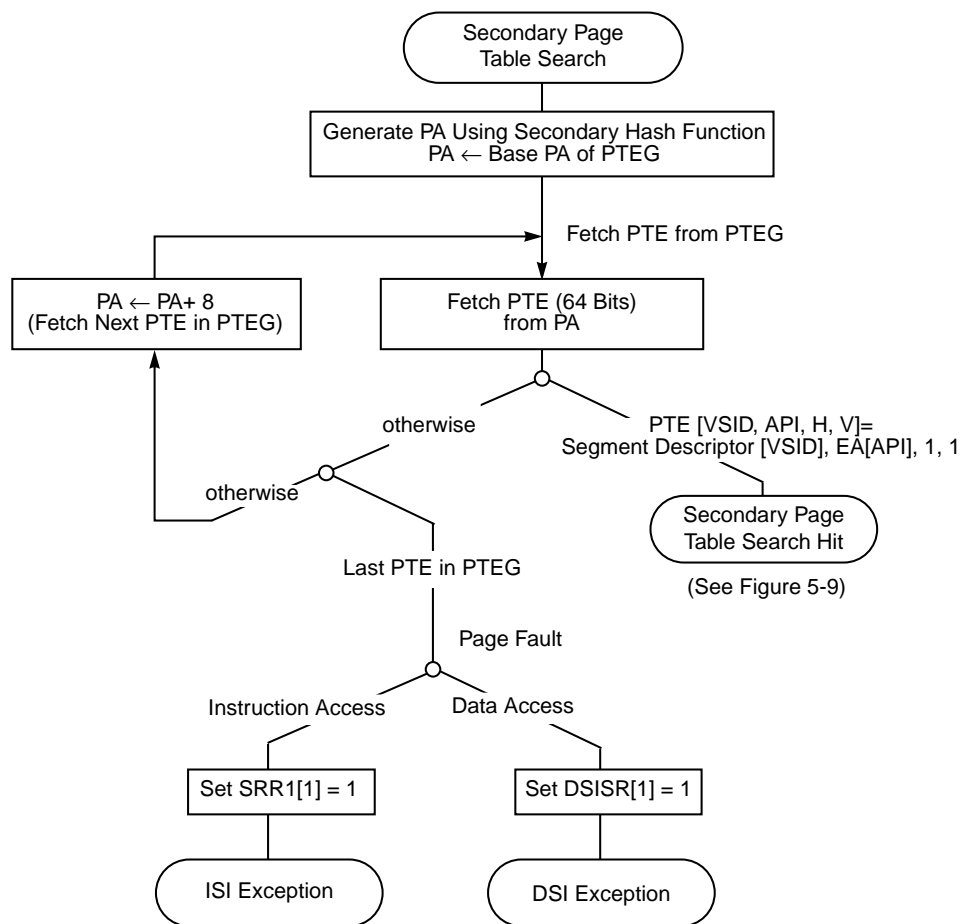 Secondary Page
Table Search
Generate PA Using Secondary Hash Function
PA ← Base PA of PTEG
Fetch PTE from PTEG
PA ← PA+ 8
(Fetch Next PTE in PTEG)
Fetch PTE (64 Bits)
from PA
otherwise
PTE [VSID, API, H, V]=
Segment Descriptor [VSID], EA[API], 1, 1
otherwise
Secondary Page
Table Search Hit
(See Figure 5-9)
Last PTE in PTEG
Page Fault
Instruction Access
Data Access
Set SRR1[1] = 1
Set DSISR[1] = 1
ISI Exception
DSI Exception